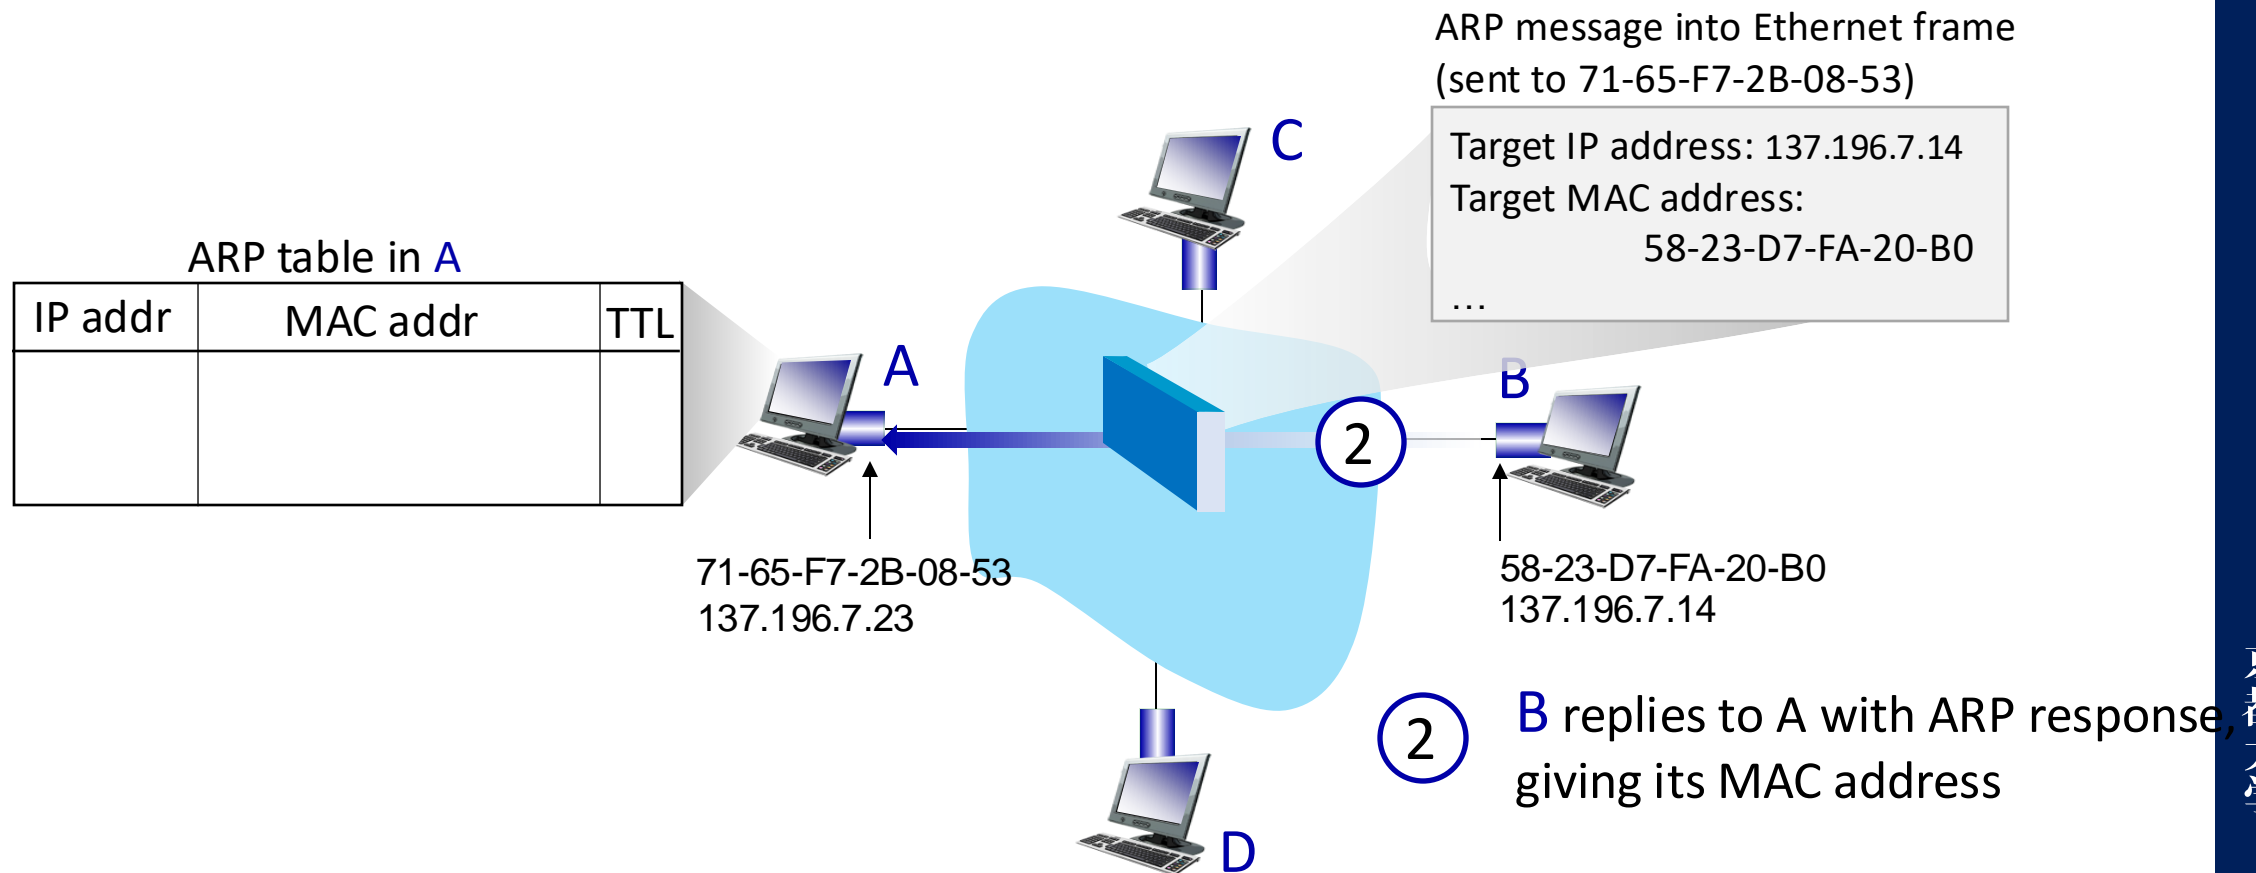 ARP message into Ethernet frame
(sent to 71-65-F7-2B-08-53)
Target IP address: 137.196.7.14
Target MAC address:
58-23-D7-FA-20-B0
...
C
ARP table in A
IP addr MAC addr TTL
A
B
2
71-65-F7-2B-08-53
137.196.7.23
58-23-D7-FA-20-B0
137.196.7.14
2 B replies to A with ARP response,
giving its MAC address
D